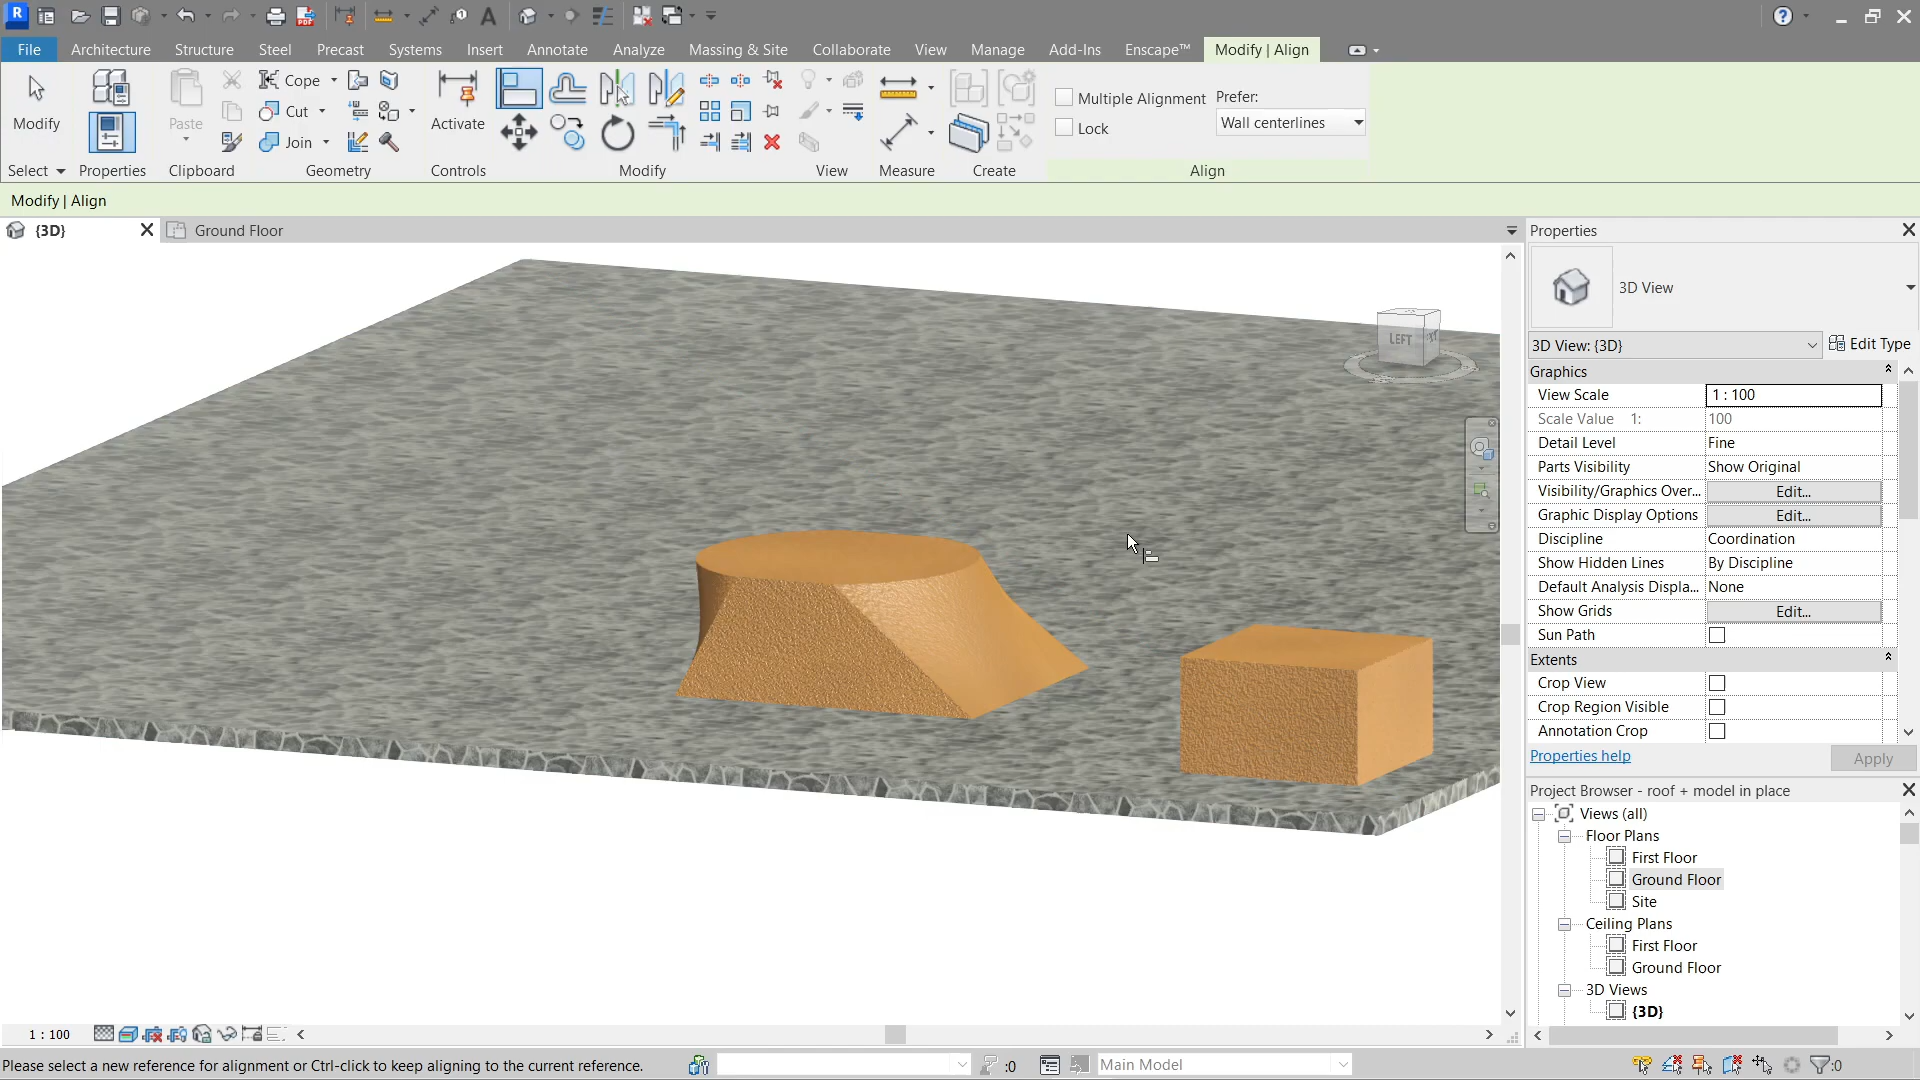 File
Architecture
Structure
Steel
Precast
Systems
Insert
Annotate
Analyze
Massing & Site
Collaborate
View
Manage
Add-Ins
Enscape™
Modify | Align
Modify
Select
Properties
Paste
Clipboard
Cope
Cut
Join
Geometry
Activate
Controls
Modify
View
Measure
Create
Multiple Alignment
Lock
Prefer:
Wall centerlines
Align
Modify | Align
{3D}
Ground Floor
LEFT
Properties
3D View
3D View: {3D}
Edit Type
Graphics
View Scale 1 : 100
Scale Value 1: 100
Detail Level Fine
Parts Visibility Show Original
Visibility/Graphics Over... Edit...
Graphic Display Options Edit...
Discipline Coordination
Show Hidden Lines By Discipline
Default Analysis Displa... None
Show Grids Edit...
Sun Path
Extents
Crop View
Crop Region Visible
Annotation Crop
Properties help
Apply
Project Browser - roof + model in place
Views (all)
Floor Plans
First Floor
Ground Floor
Site
Ceiling Plans
First Floor
Ground Floor
3D Views
{3D}
1 : 100
Please select a new reference for alignment or Ctrl-click to keep aligning to the current reference.
:0
Main Model
:0